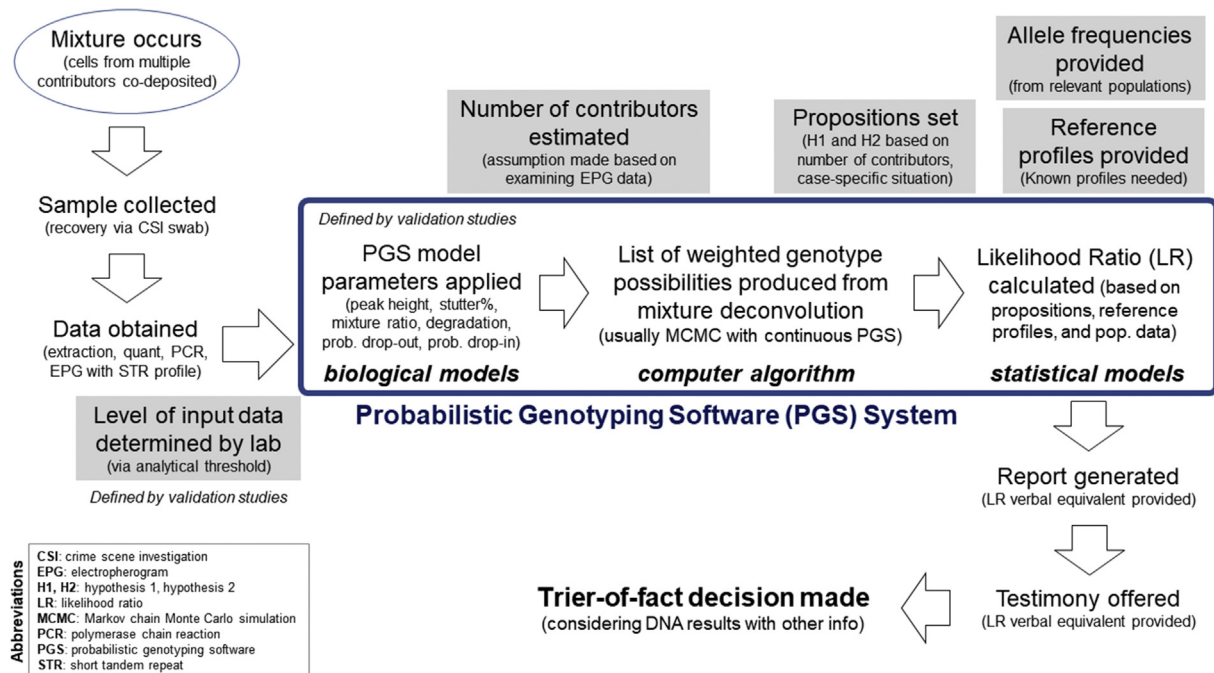 Mixture occurs
(cells from multiple
contributors co-deposited)
Sample collected
(recovery via CSI swab)
Data obtained
(extraction, quant, PCR,
EPG with STR profile)
Level of input data
determined by lab
(via analytical threshold)
Defined by validation studies
Number of contributors
estimated
(assumption made based on
examining EPG data)
Propositions set
(H1 and H2 based on
number of contributors,
case-specific situation)
Allele frequencies
provided
(from relevant populations)
Reference
profiles provided
(Known profiles needed)
Defined by validation studies
PGS model
parameters applied
(peak height, stutter%,
mixture ratio, degradation,
prob. drop-out, prob. drop-in)
biological models
List of weighted genotype
possibilities produced from
mixture deconvolution
(usually MCMC with continuous PGS)
computer algorithm
Likelihood Ratio (LR)
calculated (based on
propositions, reference
profiles, and pop. data)
statistical models
Probabilistic Genotyping Software (PGS) System
Report generated
(LR verbal equivalent provided)
Testimony offered
(LR verbal equivalent provided)
Trier-of-fact decision made
(considering DNA results with other info)
Abbreviations
CSI: crime scene investigation
EPG: electropherogram
H1, H2: hypothesis 1, hypothesis 2
LR: likelihood ratio
MCMC: Markov chain Monte Carlo simulation
PCR: polymerase chain reaction
PGS: probabilistic genotyping software
STR: short tandem repeat